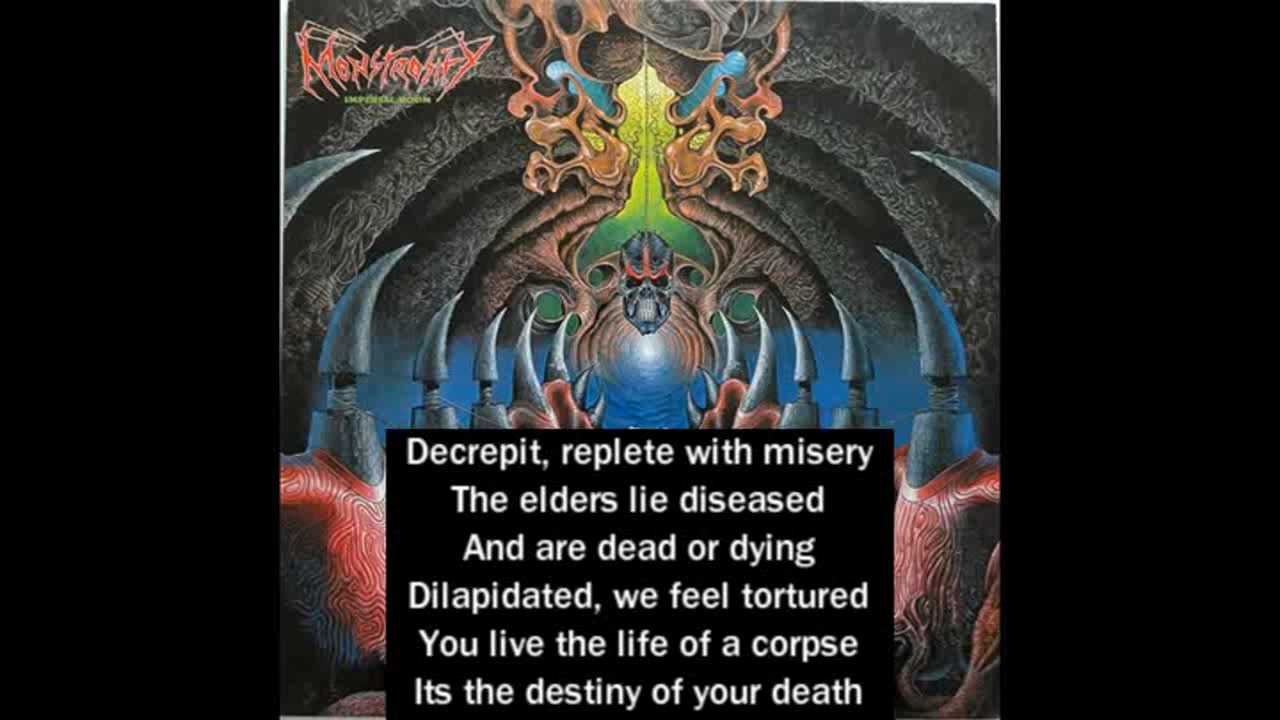 Monstrosity
IMPERIAL DOOM
Decrepit, replete with misery
The elders lie diseased
And are dead or dying
Dilapidated, we feel tortured
You live the life of a corpse
Its the destiny of your death